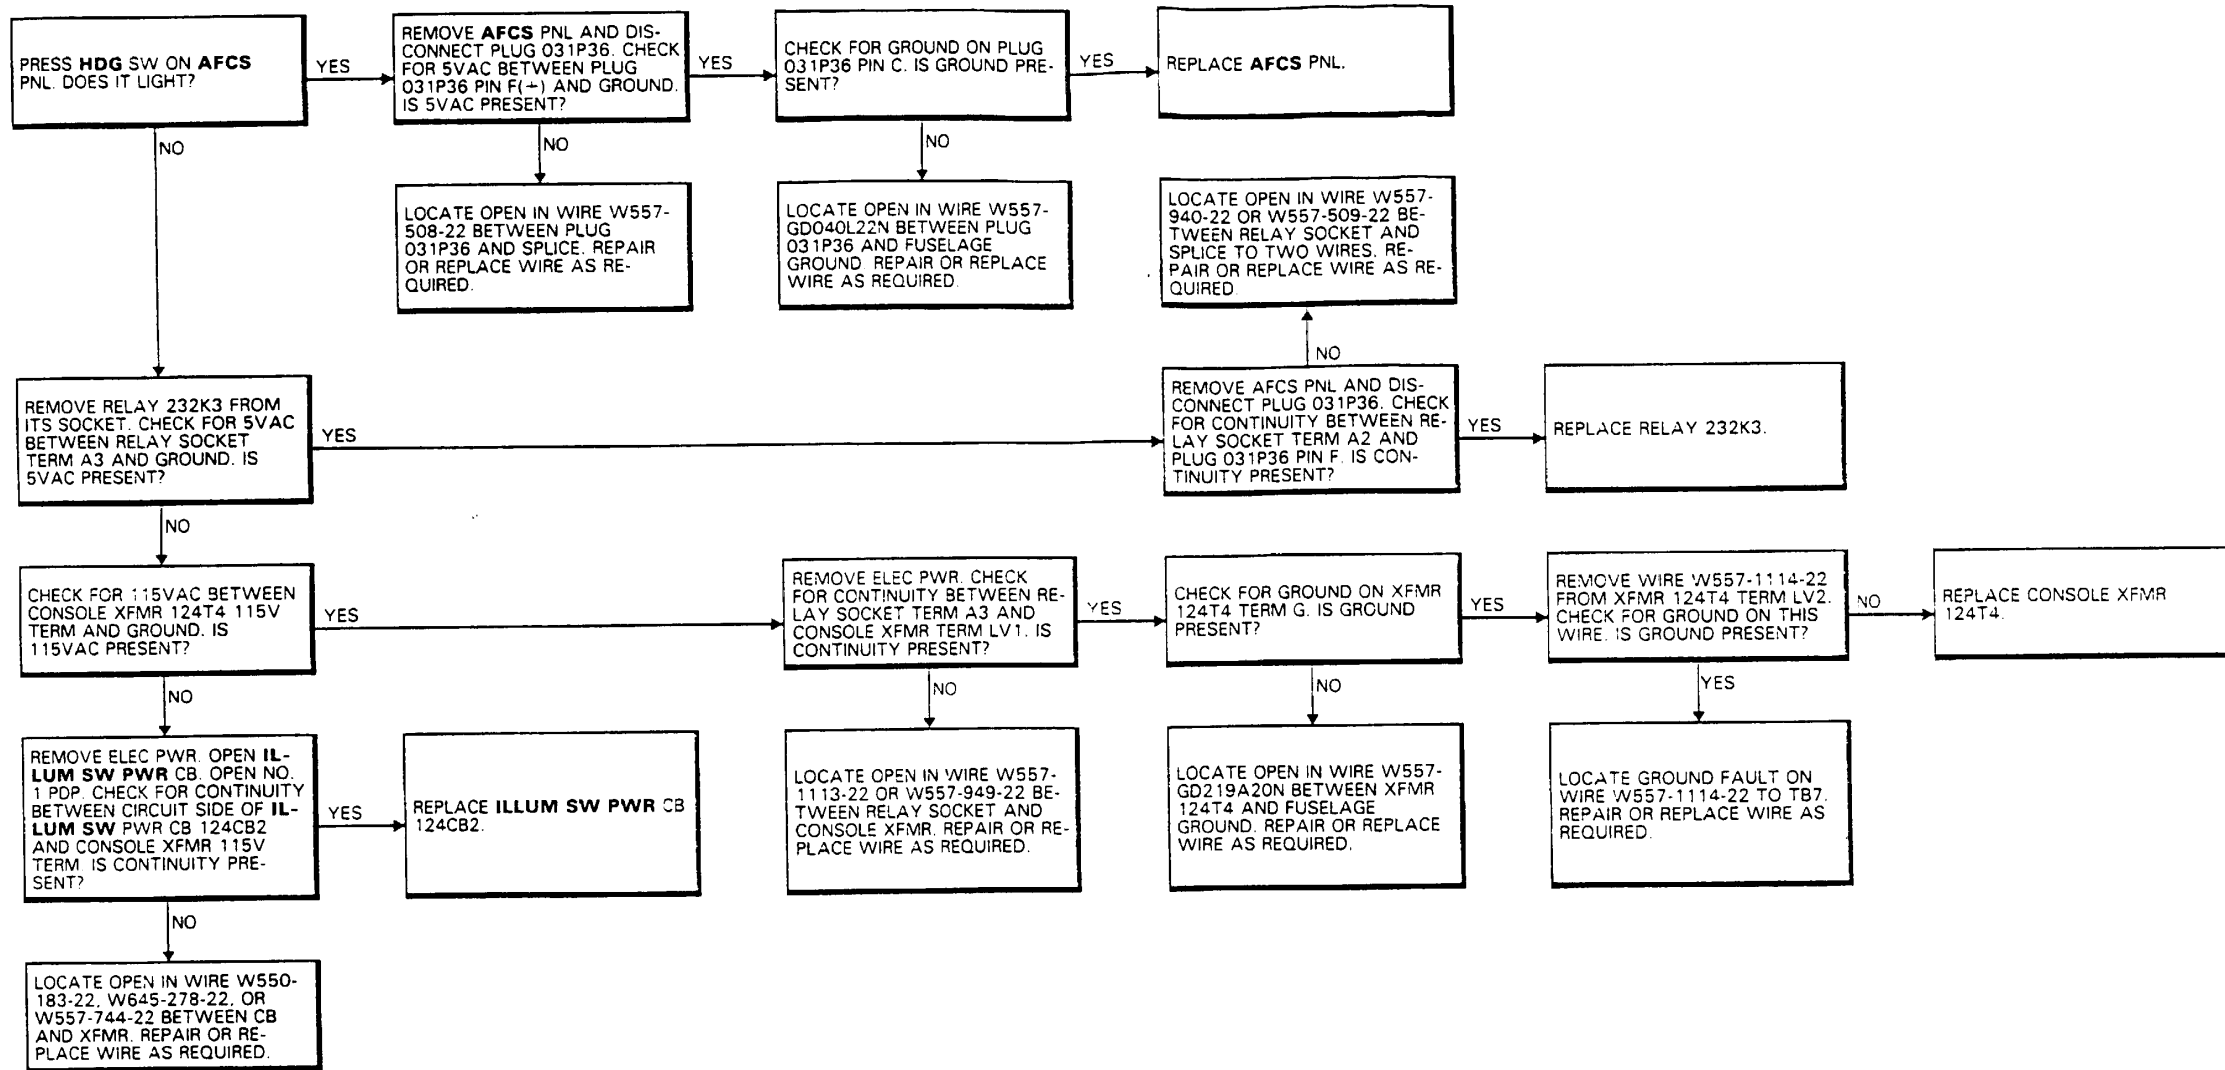 PRESS HDG SW ON AFCS
PNL. DOES IT LIGHT?
YES
REMOVE AFCS PNL AND DIS-
CONNECT PLUG 031P36. CHECK
FOR 5VAC BETWEEN PLUG
031P36 PIN F(+) AND GROUND.
IS 5VAC PRESENT?
YES
CHECK FOR GROUND ON PLUG
031P36 PIN C. IS GROUND PRE-
SENT?
YES
REPLACE AFCS PNL.
NO
NO
NO
LOCATE OPEN IN WIRE W557-
508-22 BETWEEN PLUG
031P36 AND SPLICE. REPAIR
OR REPLACE WIRE AS RE-
QUIRED.
LOCATE OPEN IN WIRE W557-
GD040L22N BETWEEN PLUG
031P36 AND FUSELAGE
GROUND. REPAIR OR REPLACE
WIRE AS REQUIRED.
LOCATE OPEN IN WIRE W557-
940-22 OR W557-509-22 BE-
TWEEN RELAY SOCKET AND
SPLICE TO TWO WIRES. RE-
PAIR OR REPLACE WIRE AS RE-
QUIRED.
NO
REMOVE RELAY 232K3 FROM
ITS SOCKET. CHECK FOR 5VAC
BETWEEN RELAY SOCKET
TERM A3 AND GROUND. IS
5VAC PRESENT?
YES
REMOVE AFCS PNL AND DIS-
CONNECT PLUG 031P36. CHECK
FOR CONTINUITY BETWEEN RE-
LAY SOCKET TERM A2 AND
PLUG 031P36 PIN F. IS CON-
TINUITY PRESENT?
YES
REPLACE RELAY 232K3.
NO
CHECK FOR 115VAC BETWEEN
CONSOLE XFMR 124T4 115V
TERM AND GROUND. IS
115VAC PRESENT?
YES
REMOVE ELEC PWR. CHECK
FOR CONTINUITY BETWEEN RE-
LAY SOCKET TERM A3 AND
CONSOLE XFMR TERM LV1. IS
CONTINUITY PRESENT?
YES
CHECK FOR GROUND ON XFMR
124T4 TERM G. IS GROUND
PRESENT?
YES
REMOVE WIRE W557-1114-22
FROM XFMR 124T4 TERM LV2.
CHECK FOR GROUND ON THIS
WIRE. IS GROUND PRESENT?
NO
REPLACE CONSOLE XFMR
124T4.
NO
NO
NO
YES
REMOVE ELEC PWR. OPEN IL-
LUM SW PWR CB. OPEN NO.
1 PDP. CHECK FOR CONTINUITY
BETWEEN CIRCUIT SIDE OF IL-
LUM SW PWR CB 124CB2
AND CONSOLE XFMR 115V
TERM. IS CONTINUITY PRE-
SENT?
YES
REPLACE ILLUM SW PWR CB
124CB2.
LOCATE OPEN IN WIRE W557-
1113-22 OR W557-949-22 BE-
TWEEN RELAY SOCKET AND
CONSOLE XFMR. REPAIR OR RE-
PLACE WIRE AS REQUIRED.
LOCATE OPEN IN WIRE W557-
GD219A20N BETWEEN XFMR
124T4 AND FUSELAGE
GROUND. REPAIR OR REPLACE
WIRE AS REQUIRED.
LOCATE GROUND FAULT ON
WIRE W557-1114-22 TO TB7.
REPAIR OR REPLACE WIRE AS
REQUIRED.
NO
LOCATE OPEN IN WIRE W550-
183-22, W645-278-22, OR
W557-744-22 BETWEEN CB
AND XFMR. REPAIR OR RE-
PLACE WIRE AS REQUIRED.